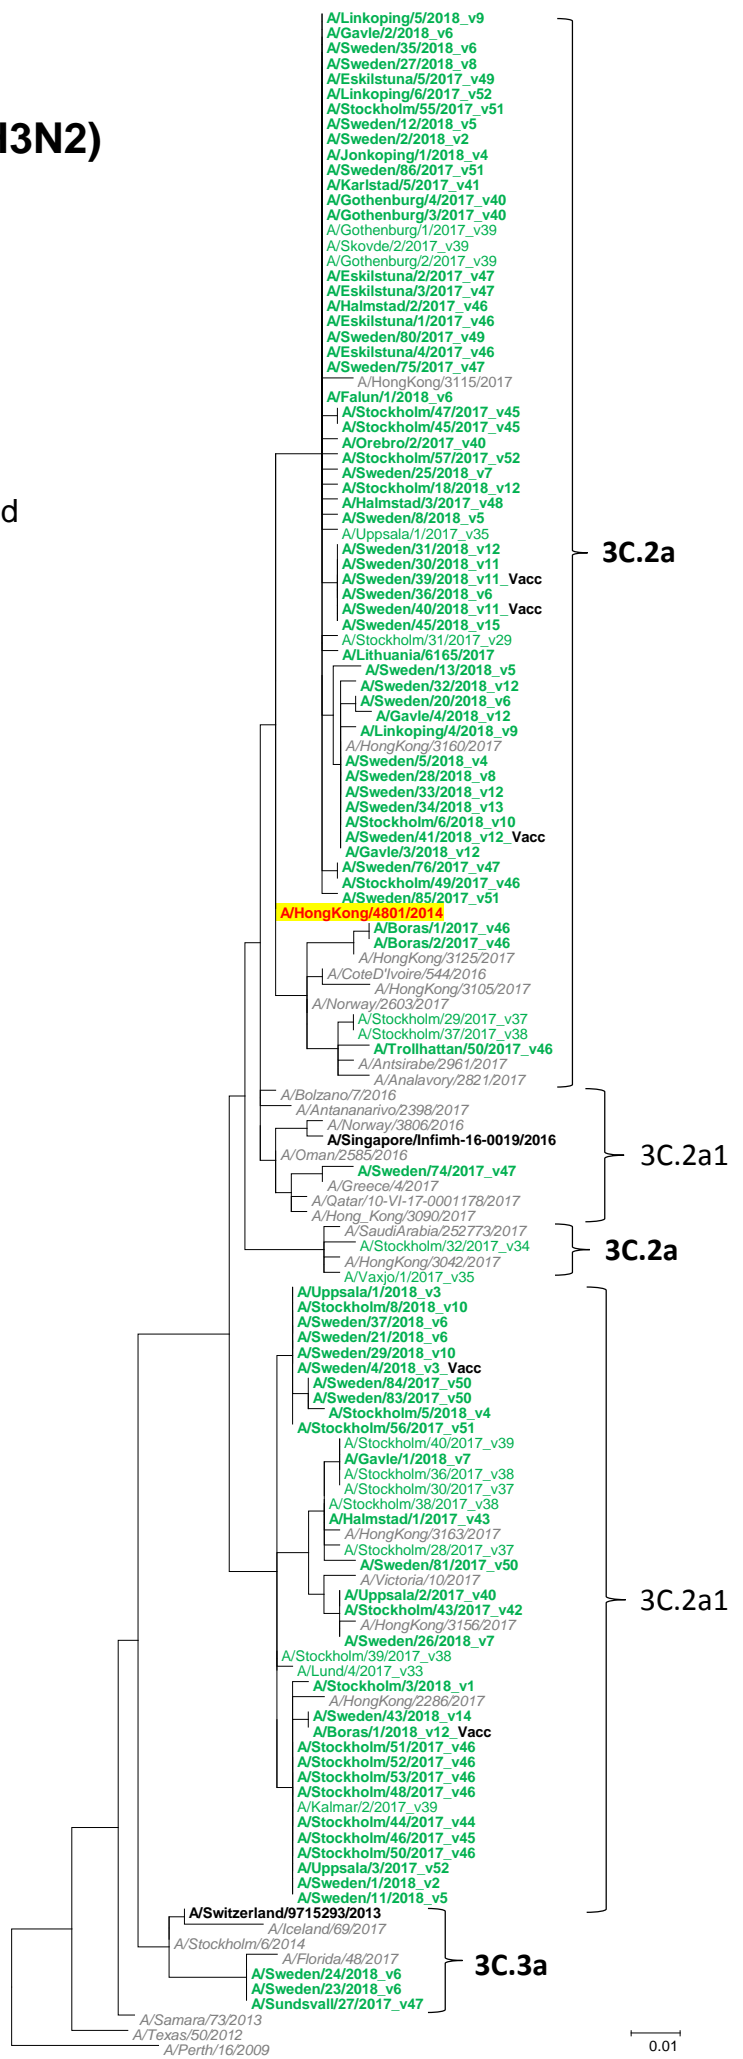 A/Linkoping/5/2018_v9
A/Gavle/2/2018_v6
A/Sweden/35/2018_v6
A/Sweden/27/2018_v8
A/Eskilstuna/5/2017_v49
A/Linkoping/6/2017_v52
A/Stockholm/55/2017_v51
A/Sweden/12/2018_v5
H3N2)
A/Sweden/2/2018_v2
A/Jonkoping/1/2018_v4
A/Sweden/86/2017_v51
A/Karlstad/5/2017_v41
A/Gothenburg/4/2017_v40
A/Gothenburg/3/2017_v40
A/Gothenburg/1/2017_v39
A/Skovde/2/2017_v39
A/Gothenburg/2/2017_v39
A/Eskilstuna/2/2017_v47
A/Eskilstuna/3/2017_v47
A/Halmstad/2/2017_v46
A/Eskilstuna/1/2017_v46
A/Sweden/80/2017_v49
A/Eskilstuna/4/2017_v46
A/Sweden/75/2017_v47
A/HongKong/3115/2017
A/Falun/1/2018_v6
A/Stockholm/47/2017_v45
A/Stockholm/45/2017_v45
A/Orebro/2/2017_v40
A/Stockholm/57/2017_v52
A/Sweden/25/2018_v7
A/Stockholm/18/2018_v12
A/Halmstad/3/2017_v48
d
A/Sweden/8/2018_v5
A/Uppsala/1/2017_v35
A/Sweden/31/2018_v12
3C.2a
A/Sweden/30/2018_v11
A/Sweden/39/2018_v11_Vacc
A/Sweden/36/2018_v6
A/Sweden/40/2018_v11_Vacc
A/Sweden/45/2018_v15
A/Stockholm/31/2017_v29
A/Lithuania/6165/2017
A/Sweden/13/2018_v5
A/Sweden/32/2018_v12
A/Sweden/20/2018_v6
A/Gavle/4/2018_v12
A/Linkoping/4/2018_v9
A/HongKong/3160/2017
A/Sweden/5/2018_v4
A/Sweden/28/2018_v8
A/Sweden/33/2018_v12
A/Sweden/34/2018_v13
A/Stockholm/6/2018_v10
A/Sweden/41/2018_v12_Vacc
A/Gavle/3/2018_v12
A/Sweden/76/2017_v47
A/Stockholm/49/2017_v46
A/Sweden/85/2017_v51
A/HongKong/4801/2014
A/Boras/1/2017_v46
A/Boras/2/2017_v46
A/HongKong/3125/2017
A/CoteD'Ivoire/544/2016
A/HongKong/3105/2017
A/Norway/2603/2017
A/Stockholm/29/2017_v37
A/Stockholm/37/2017_v38
A/Trollhattan/50/2017_v46
A/Antsirabe/2961/2017
A/Analavory/2821/2017
A/Bolzano/7/2016
A/Antananarivo/2398/2017
A/Norway/3806/2016
A/Singapore/Infimh-16-0019/2016
A/Oman/2585/2016
3C.2a1
A/Sweden/74/2017_v47
A/Greece/4/2017
A/Qatar/10-VI-17-0001178/2017
A/Hong_Kong/3090/2017
A/SaudiArabia/252773/2017
A/Stockholm/32/2017_v34
3C.2a
A/HongKong/3042/2017
A/Vaxjo/1/2017_v35
A/Uppsala/1/2018_v3
A/Stockholm/8/2018_v10
A/Sweden/37/2018_v6
A/Sweden/21/2018_v6
A/Sweden/29/2018_v10
A/Sweden/4/2018_v3_Vacc
A/Sweden/84/2017_v50
A/Sweden/83/2017_v50
A/Stockholm/5/2018_v4
A/Stockholm/56/2017_v51
A/Stockholm/40/2017_v39
A/Gavle/1/2018_v7
A/Stockholm/36/2017_v38
A/Stockholm/30/2017_v37
A/Stockholm/38/2017_v38
A/Halmstad/1/2017_v43
A/HongKong/3163/2017
A/Stockholm/28/2017_v37
A/Sweden/81/2017_v50
A/Victoria/10/2017
A/Uppsala/2/2017_v40
3C.2a1
A/Stockholm/43/2017_v42
A/HongKong/3156/2017
A/Sweden/26/2018_v7
A/Stockholm/39/2017_v38
A/Lund/4/2017_v33
A/Stockholm/3/2018_v1
A/HongKong/2286/2017
A/Sweden/43/2018_v14
A/Boras/1/2018_v12_Vacc
A/Stockholm/51/2017_v46
A/Stockholm/52/2017_v46
A/Stockholm/53/2017_v46
A/Stockholm/48/2017_v46
A/Kalmar/2/2017_v39
A/Stockholm/44/2017_v44
A/Stockholm/46/2017_v45
A/Stockholm/50/2017_v46
A/Uppsala/3/2017_v52
A/Sweden/1/2018_v2
A/Sweden/11/2018_v5
A/Switzerland/9715293/2013
A/Iceland/69/2017
A/Stockholm/6/2014
A/Florida/48/2017
3C.3a
A/Sweden/24/2018_v6
A/Sweden/23/2018_v6
A/Sundsvall/27/2017_v47
A/Samara/73/2013
A/Texas/50/2012
A/Perth/16/2009
0.01